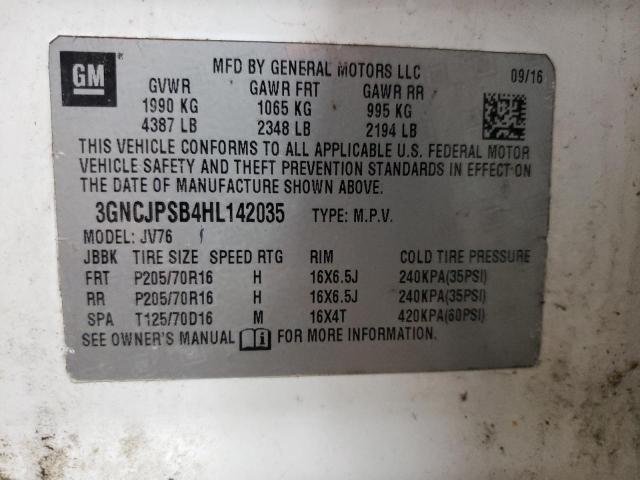 GM
MFD BY GENERAL MOTORS LLC 09/16
GVWR GAWR FRT GAWR RR
1990 KG 1065 KG 995 KG
4387 LB 2348 LB 2194 LB
THIS VEHICLE CONFORMS TO ALL APPLICABLE U.S. FEDERAL MOTOR
VEHICLE SAFETY AND THEFT PREVENTION STANDARDS IN EFFECT ON
THE DATE OF MANUFACTURE SHOWN ABOVE.
3GNCJPSB4HL142035 TYPE: M.P.V.
MODEL: JV76
JBBK TIRE SIZE SPEED RTG RIM COLD TIRE PRESSURE
FRT P205/70R16 H 16X6.5J 240KPA(35PSI)
RR P205/70R16 H 16X6.5J 240KPA(35PSI)
SPA T125/70D16 M 16X4T 420KPA(60PSI)
SEE OWNER'S MANUAL FOR MORE INFORMATION.